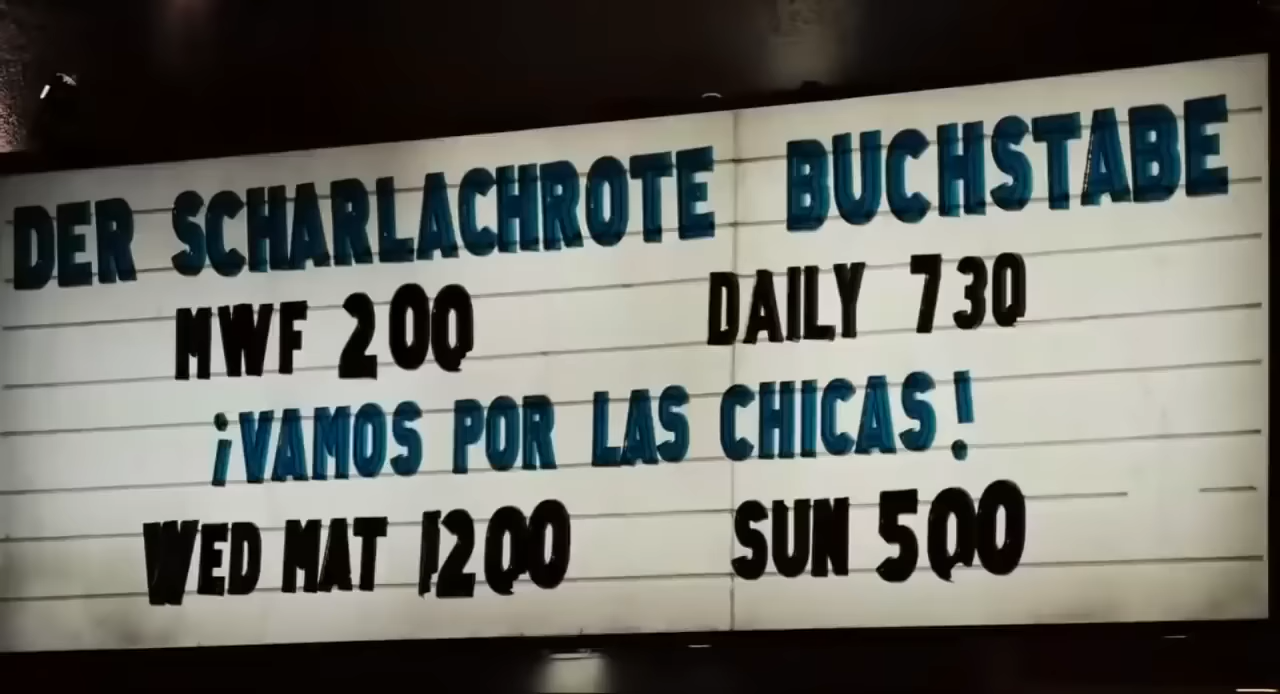 DER SCHARLACHROTE BUCHSTABE
MWF 200 DAILY 730
¡VAMOS POR LAS CHICAS!
WED MAT 1200 SUN 500